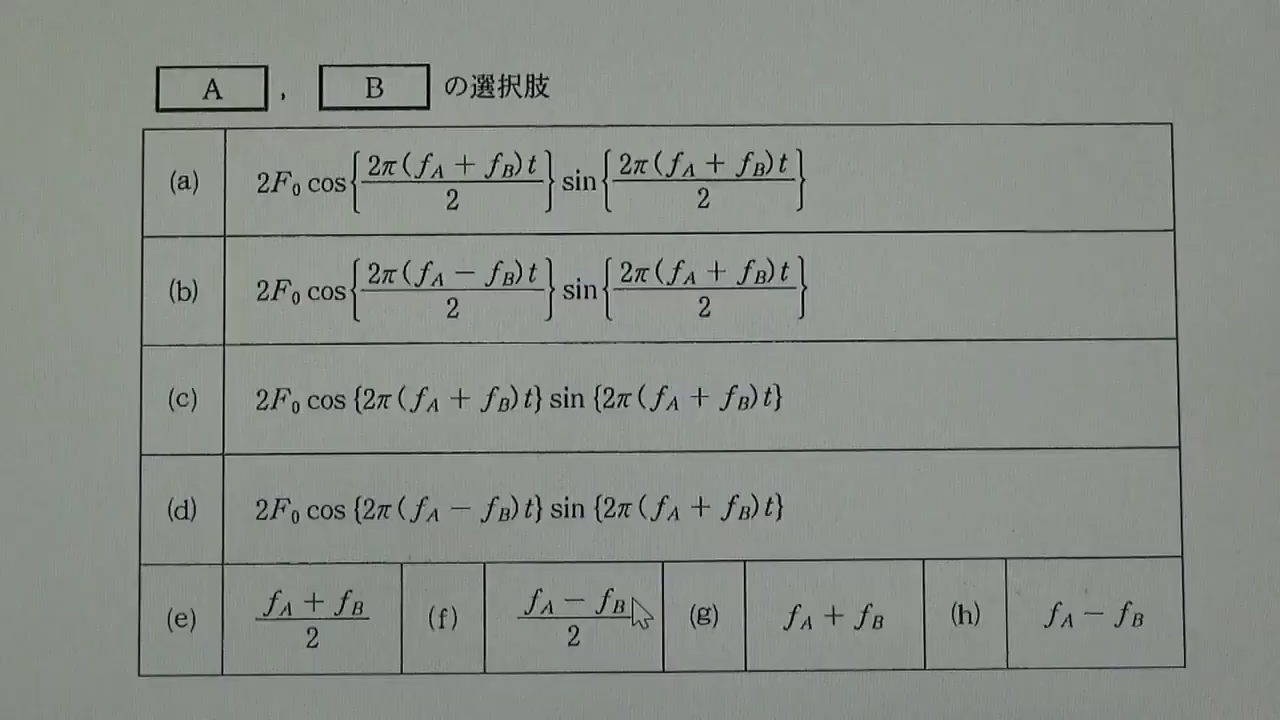 A , B の選択肢
(a) 2F₀ cos{2π(f_A + f_B)t / 2} sin{2π(f_A + f_B)t / 2}
(b) 2F₀ cos{2π(f_A − f_B)t / 2} sin{2π(f_A + f_B)t / 2}
(c) 2F₀ cos {2π(f_A + f_B)t} sin {2π(f_A + f_B)t}
(d) 2F₀ cos {2π(f_A − f_B)t} sin {2π(f_A + f_B)t}
(e) f_A + f_B / 2 (f) f_A − f_B / 2 (g) f_A + f_B (h) f_A − f_B